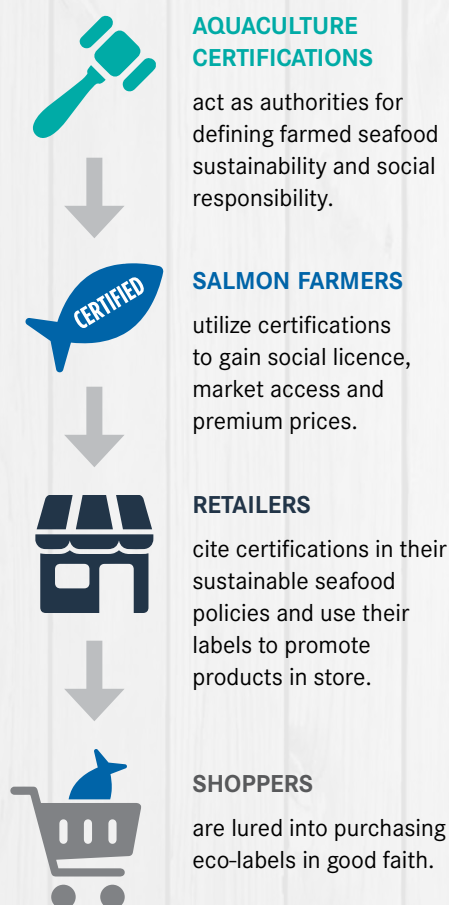 AQUACULTURE
CERTIFICATIONS
act as authorities for
defining farmed seafood
sustainability and social
responsibility.
CERTIFIED
SALMON FARMERS
utilize certifications
to gain social licence,
market access and
premium prices.
RETAILERS
cite certifications in their
sustainable seafood
policies and use their
labels to promote
products in store.
SHOPPERS
are lured into purchasing
eco-labels in good faith.